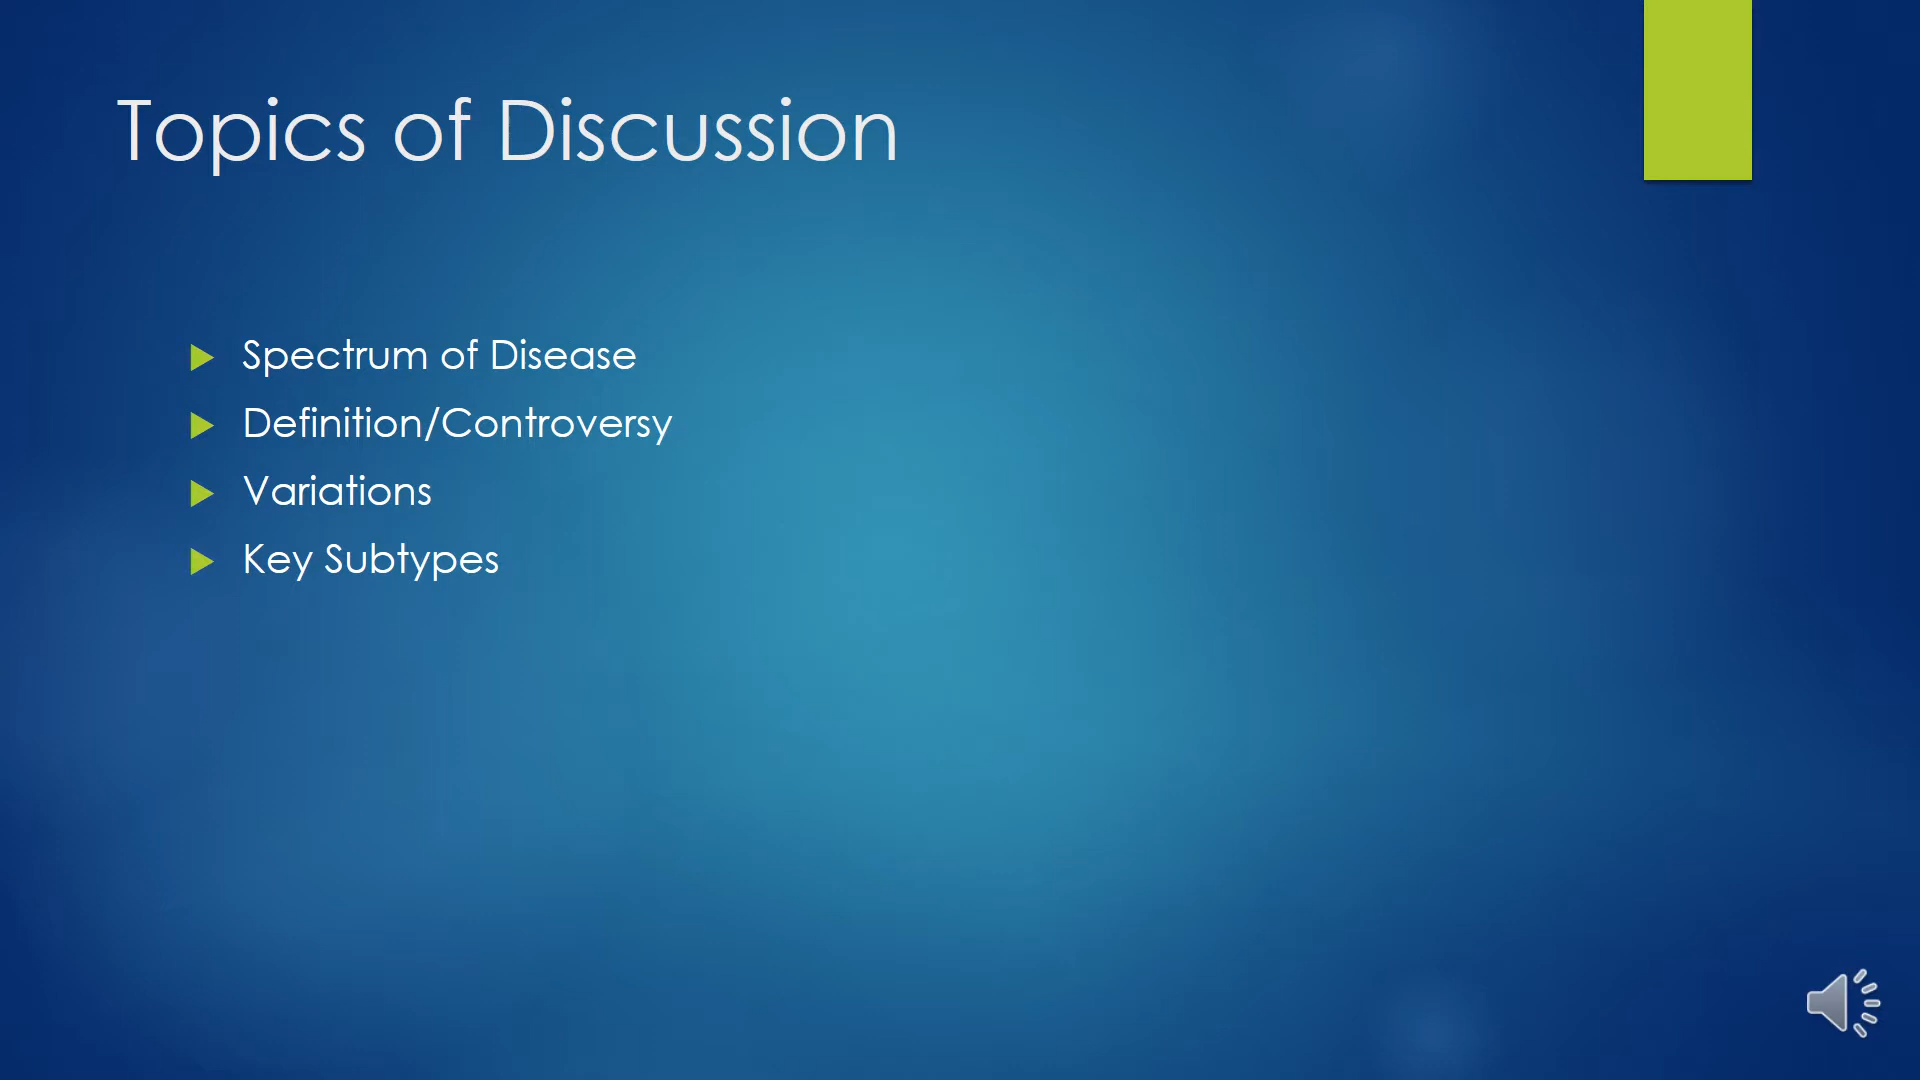 Topics of Discussion
Spectrum of Disease
Definition/Controversy
Variations
Key Subtypes